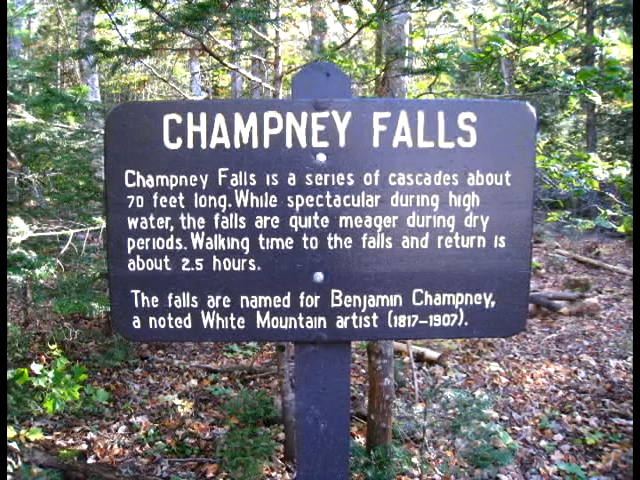 CHAMPNEY FALLS
Champney Falls is a series of cascades about
70 feet long. While spectacular during high
water, the falls are quite meager during dry
periods. Walking time to the falls and return is
about 2.5 hours.
The falls are named for Benjamin Champney,
a noted White Mountain artist (1817-1907).